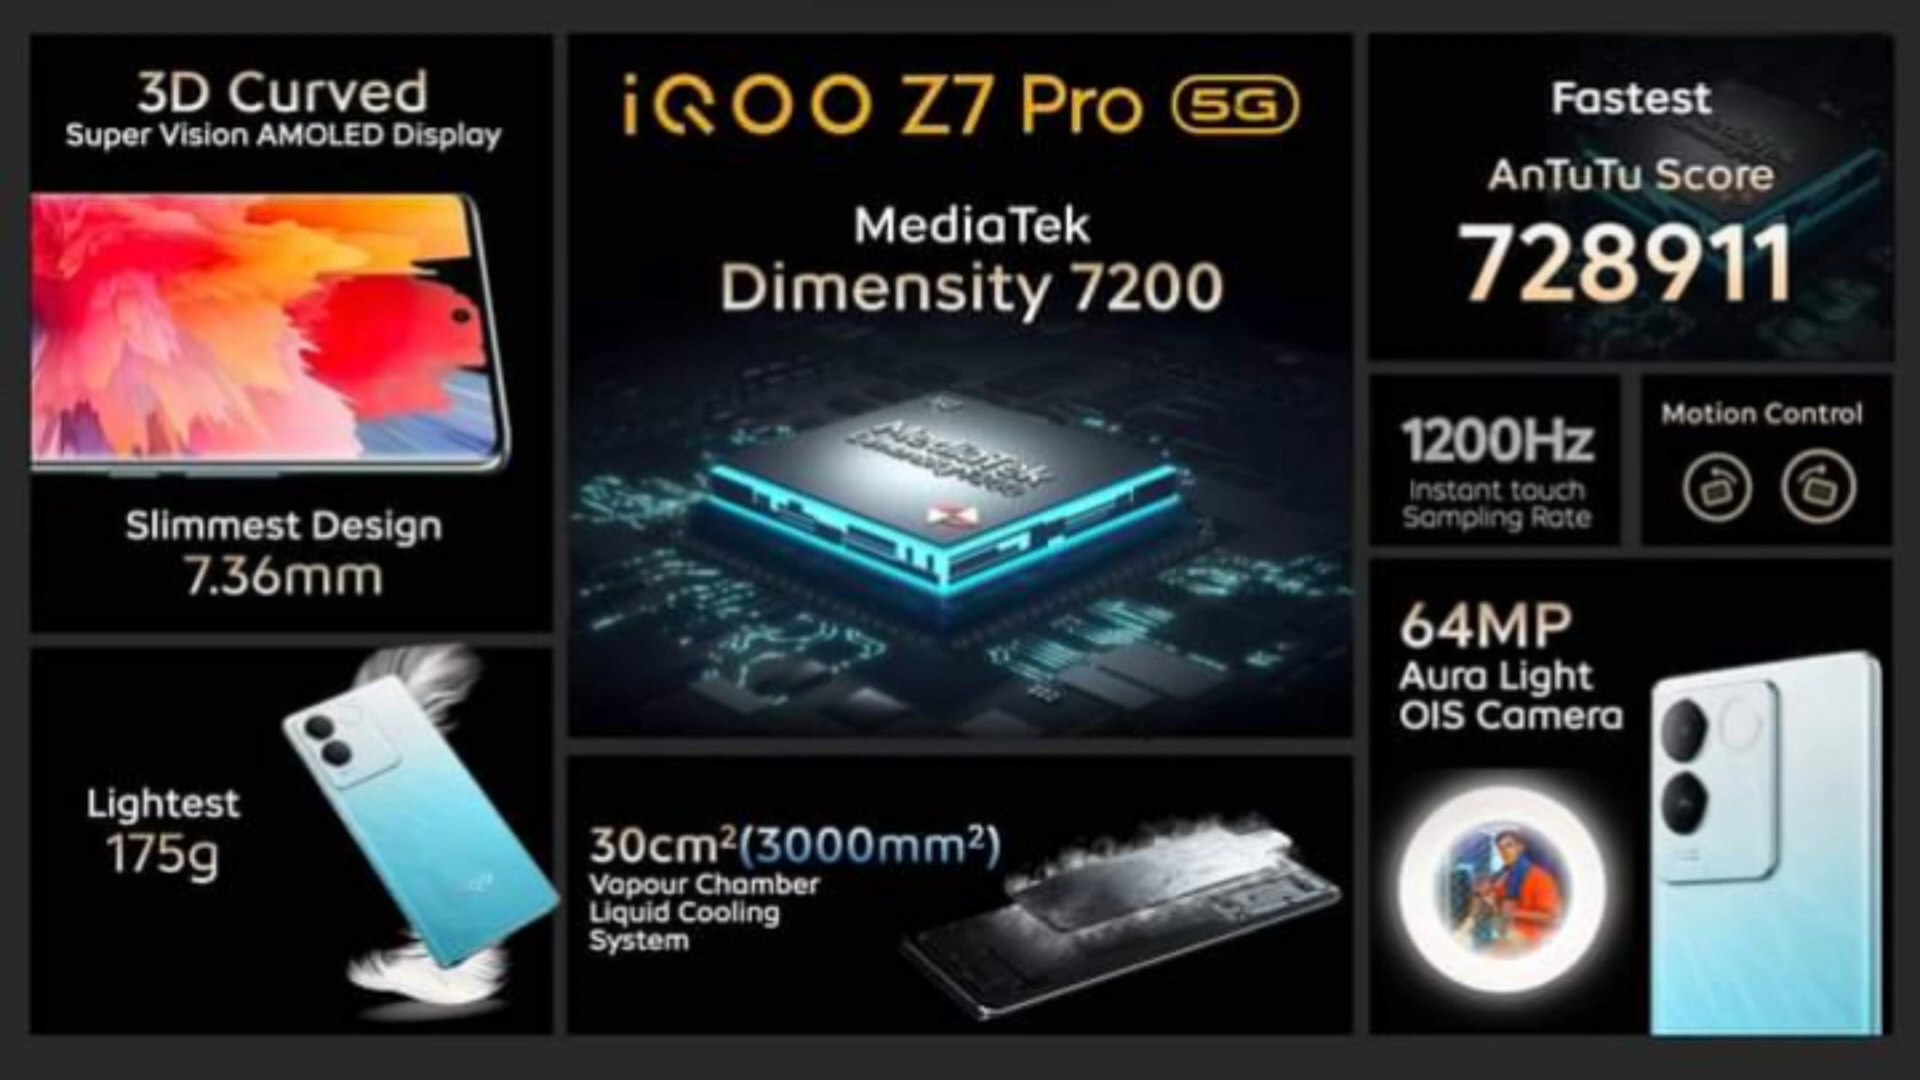 3D Curved
Super Vision AMOLED Display
Slimmest Design
7.36mm
Lightest
175g
iQOO Z7 Pro 5G
MediaTek
Dimensity 7200
MediaTek
30cm²(3000mm²)
Vapour Chamber
Liquid Cooling
System
Fastest
AnTuTu Score
728911
1200Hz
Instant touch
Sampling Rate
Motion Control
64MP
Aura Light
OIS Camera